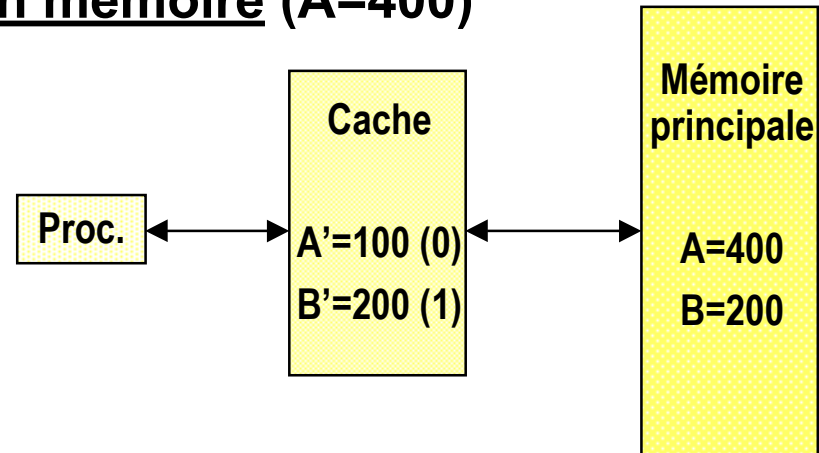 n mémoire (A=400)
Mémoire
principale
Cache
Proc.
A’=100 (0)
B’=200 (1)
A=400
B=200